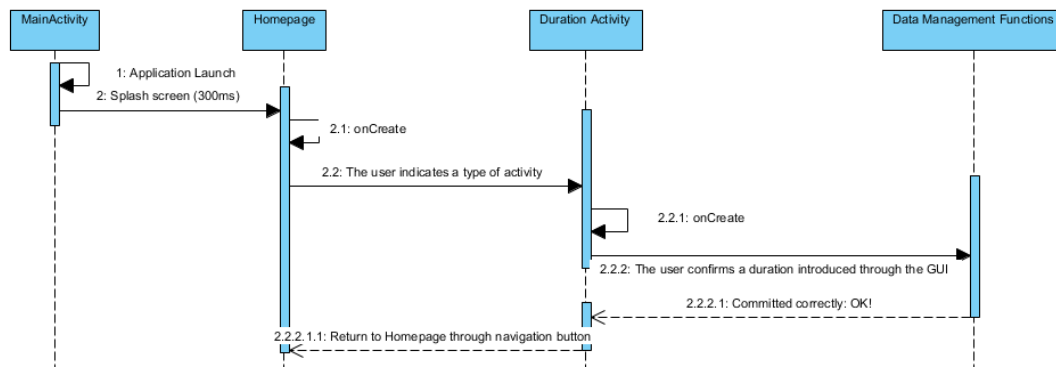 MainActivity
Homepage
Duration Activity
Data Management Functions
1: Application Launch
2: Splash screen (300ms)
2.1: onCreate
2.2: The user indicates a type of activity
2.2.1: onCreate
2.2.2: The user confirms a duration introduced through the GUI
2.2.2.1: Committed correctly: OK!
2.2.2.1.1: Return to Homepage through navigation button